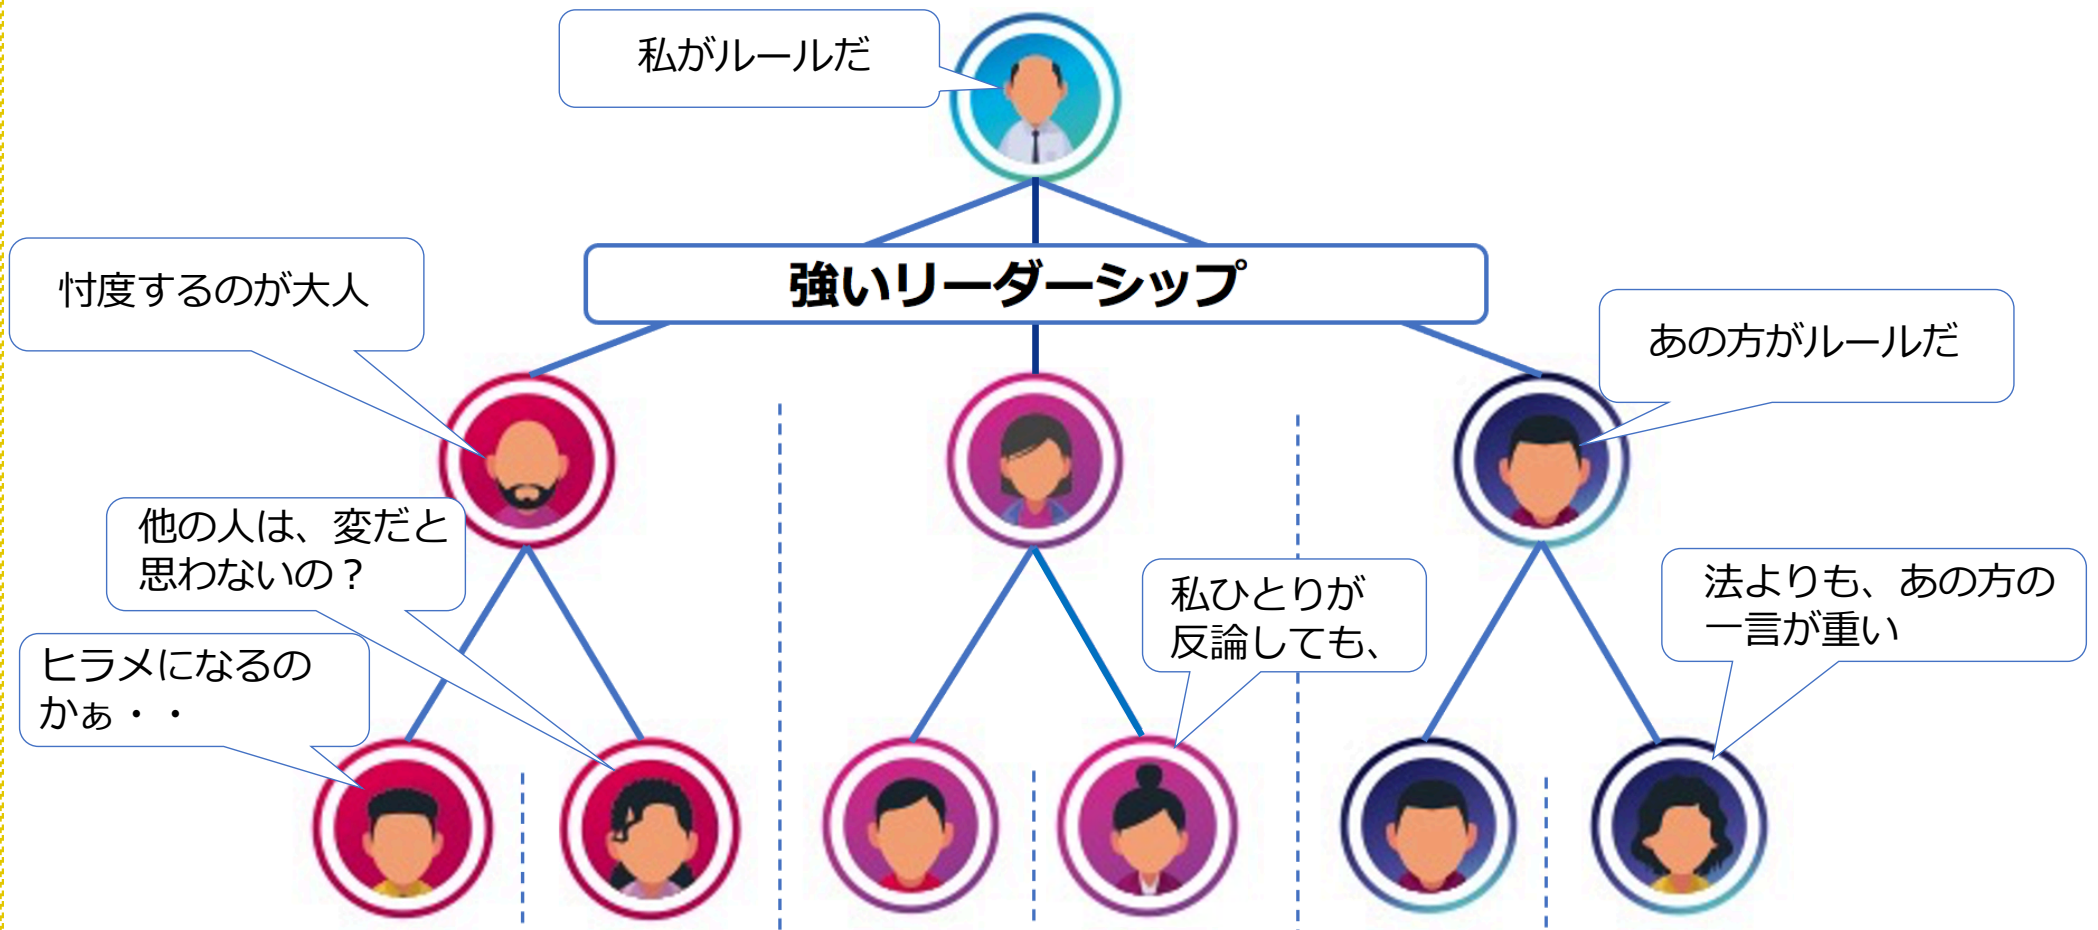 私がルールだ
強いリーダーシップ
忖度するのが大人
あの方がルールだ
他の人は、変だと
思わないの？
ヒラメになるの
かぁ・・
私ひとりが
反論しても、
法よりも、あの方の
一言が重い